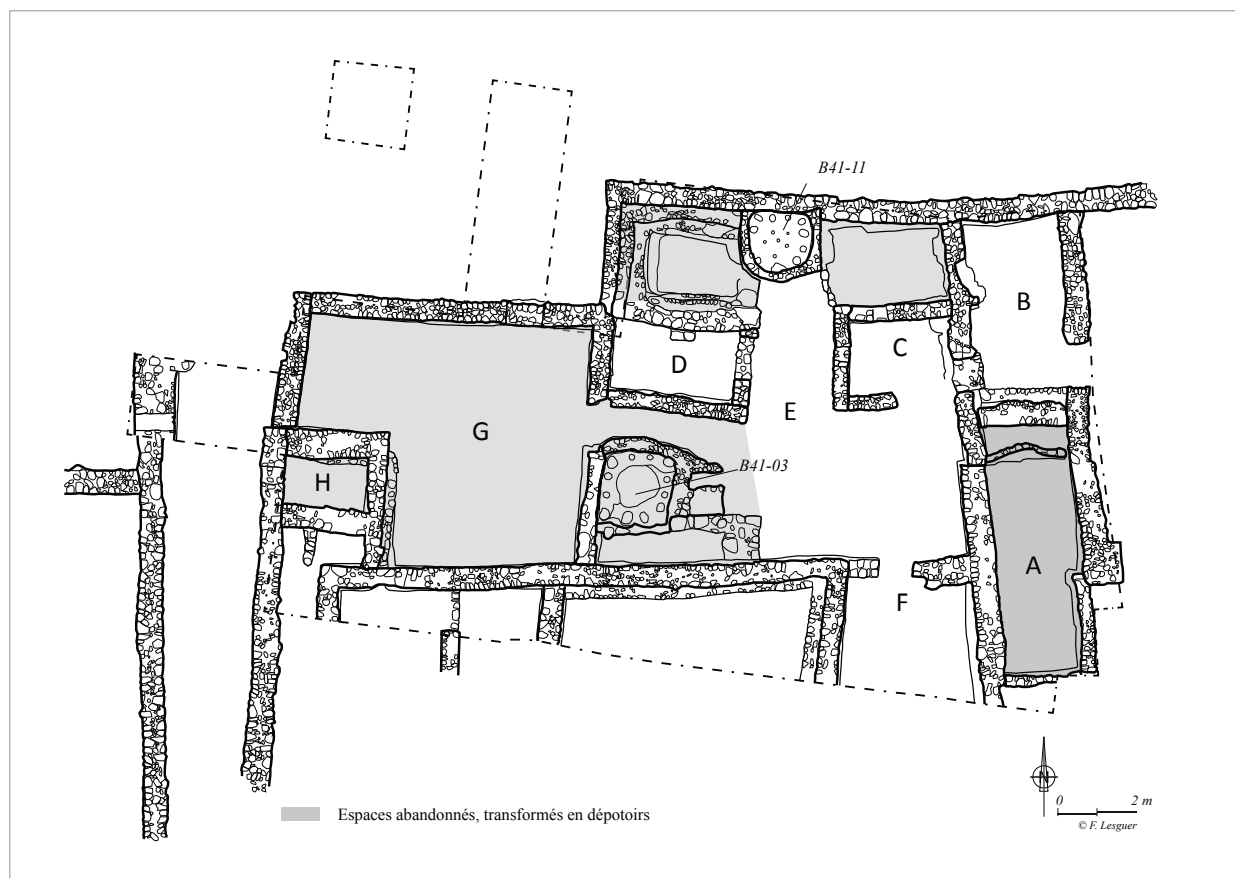 B41-11
B
C
D
E
G
B41-03
H
A
F
N
0 2 m
Espaces abandonnés, transformés en dépotoirs
© F. Lesguer